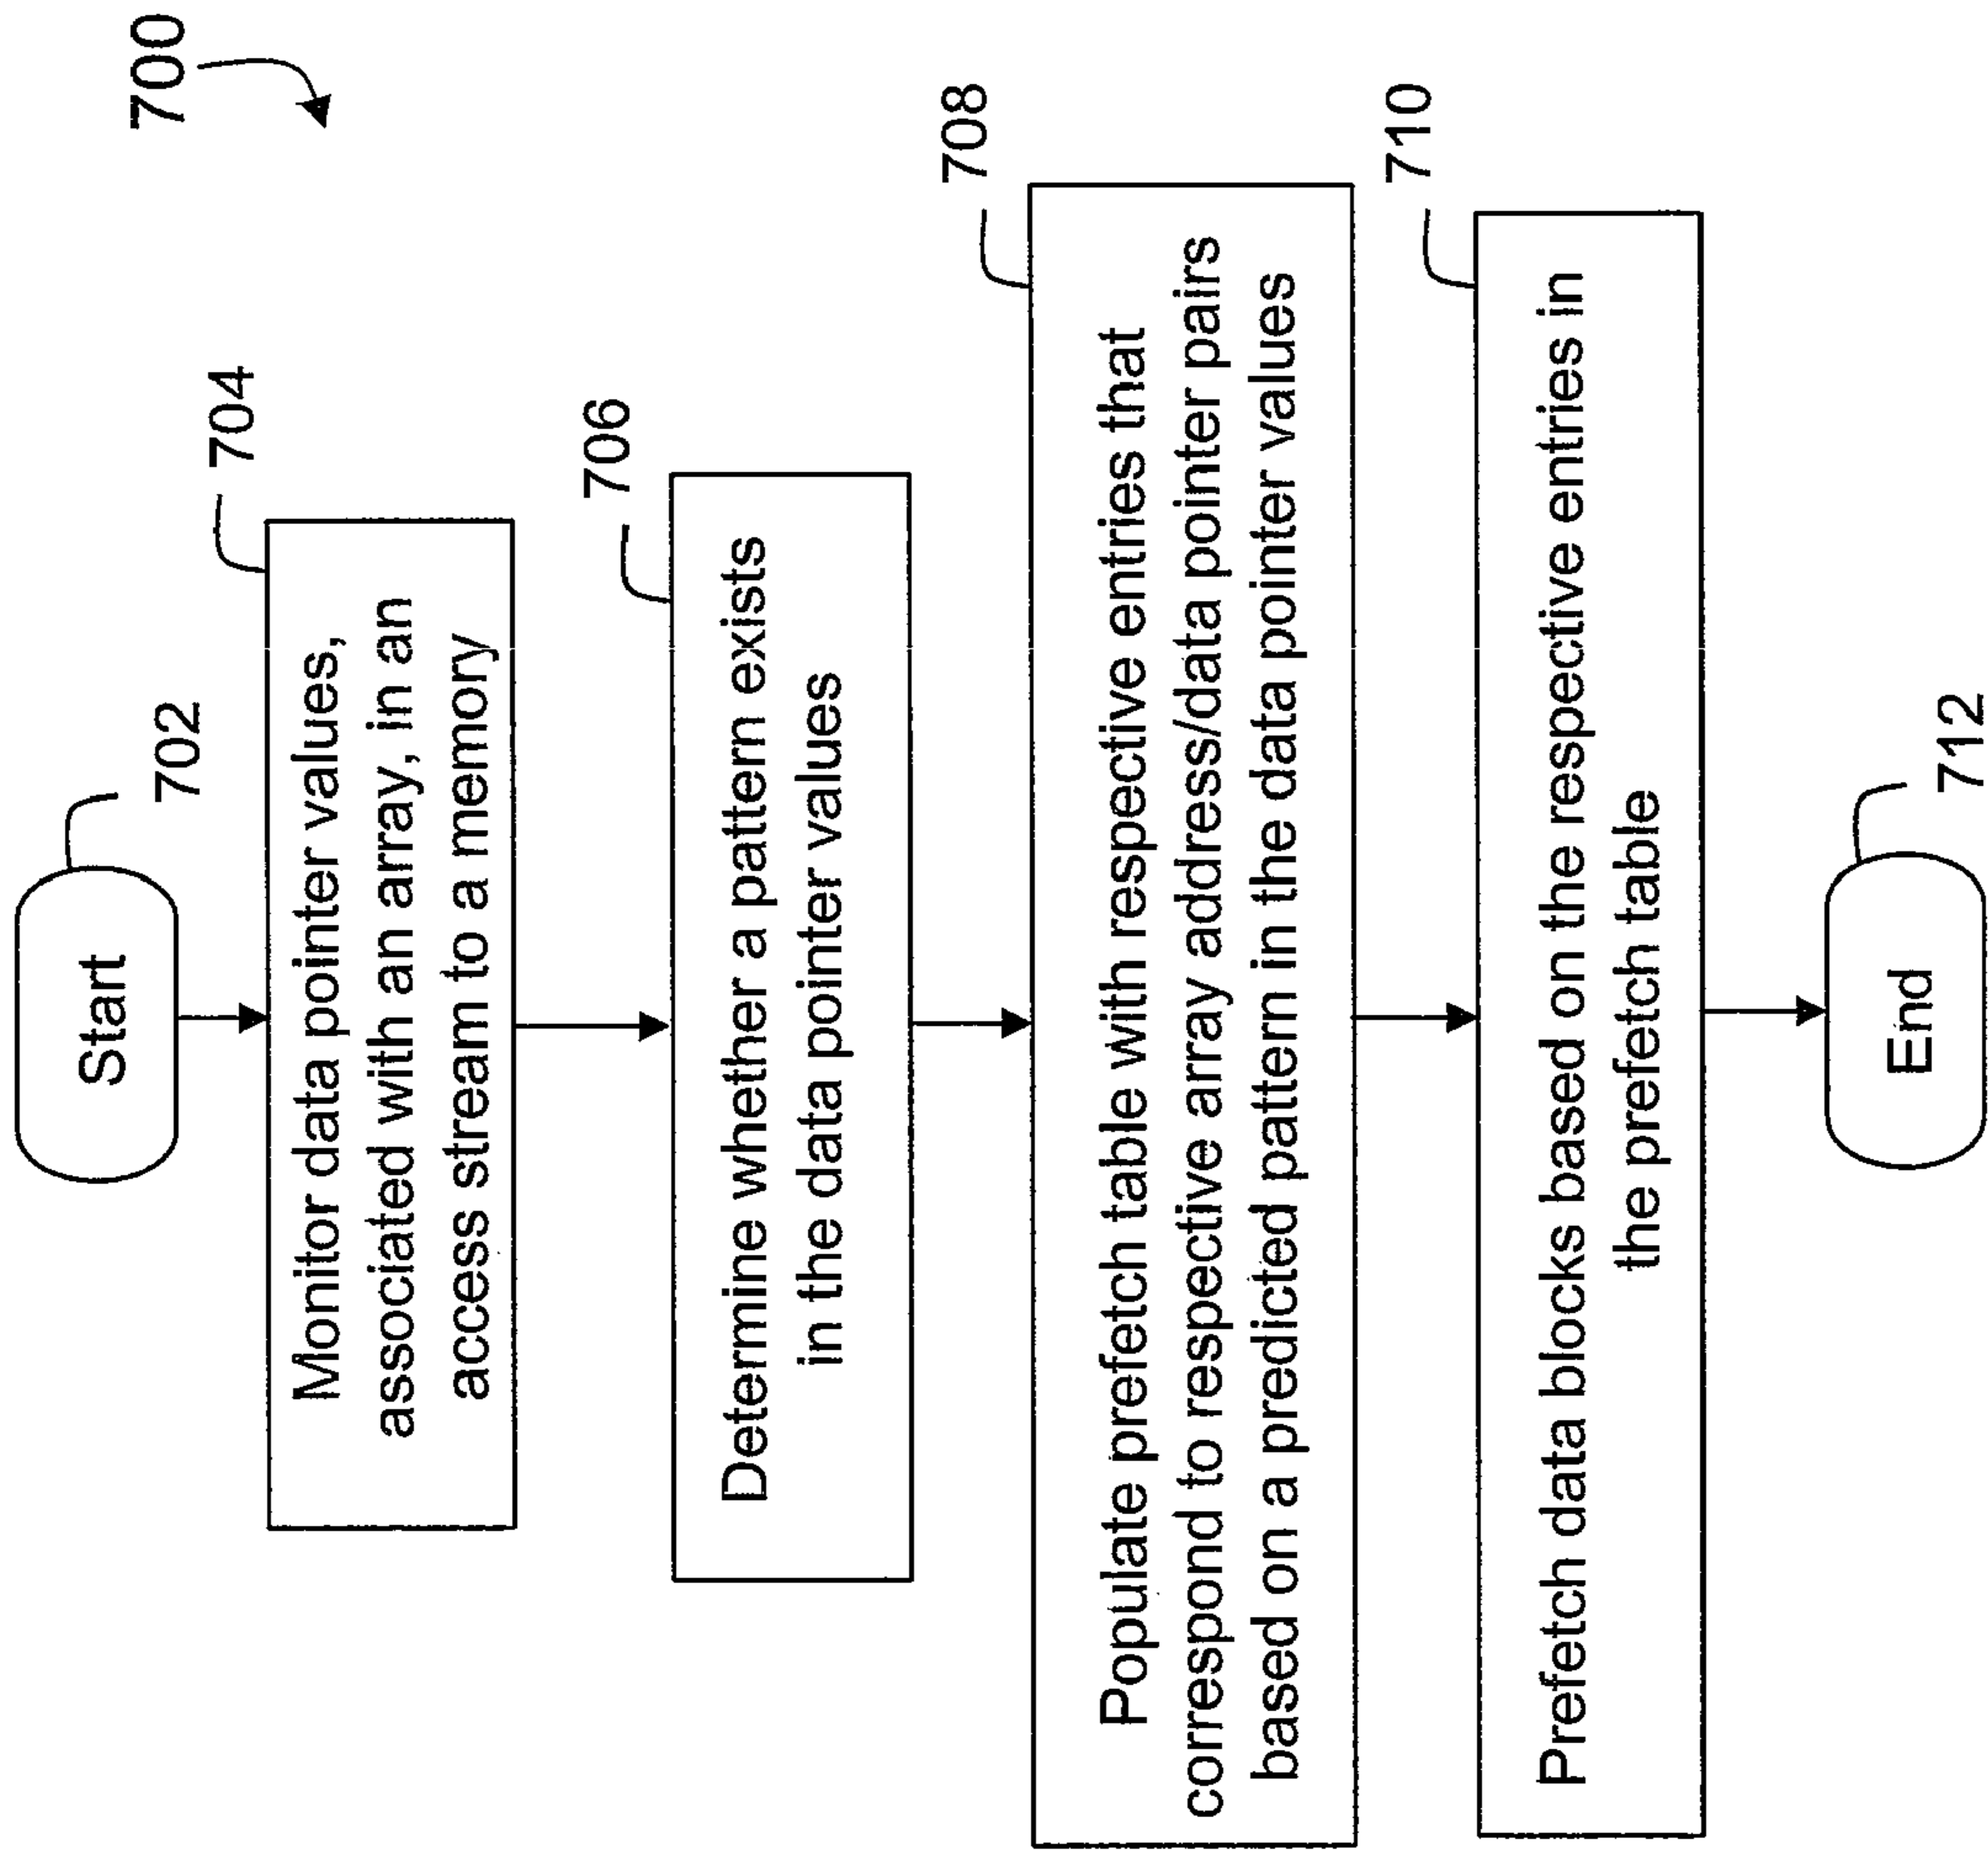 700
Start
702
704
Monitor data pointer values,
associated with an array, in an
access stream to a memory
706
Determine whether a pattern exists
in the data pointer values
708
Populate prefetch table with respective entries that
correspond to respective array address/data pointer pairs
based on a predicted pattern in the data pointer values
710
Prefetch data blocks based on the respective entries in
the prefetch table
End
712